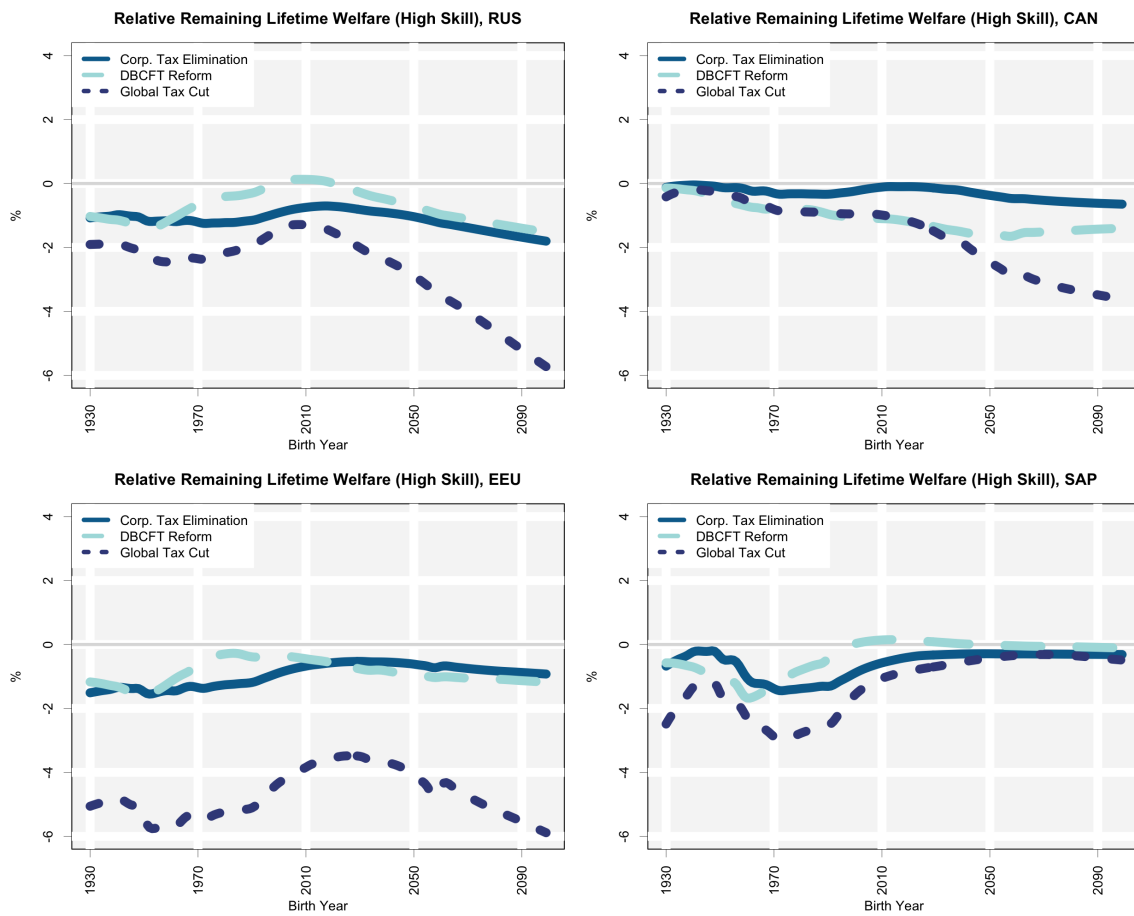 Relative Remaining Lifetime Welfare (High Skill), RUS
Corp. Tax Elimination
DBCFT Reform
Global Tax Cut
4
2
0
-2
-4
-6
%
1930
1970
2010
2050
2090
Birth Year
Relative Remaining Lifetime Welfare (High Skill), CAN
Corp. Tax Elimination
DBCFT Reform
Global Tax Cut
4
2
0
-2
-4
-6
%
1930
1970
2010
2050
2090
Birth Year
Relative Remaining Lifetime Welfare (High Skill), EEU
Corp. Tax Elimination
DBCFT Reform
Global Tax Cut
4
2
0
-2
-4
-6
%
1930
1970
2010
2050
2090
Birth Year
Relative Remaining Lifetime Welfare (High Skill), SAP
Corp. Tax Elimination
DBCFT Reform
Global Tax Cut
4
2
0
-2
-4
-6
%
1930
1970
2010
2050
2090
Birth Year